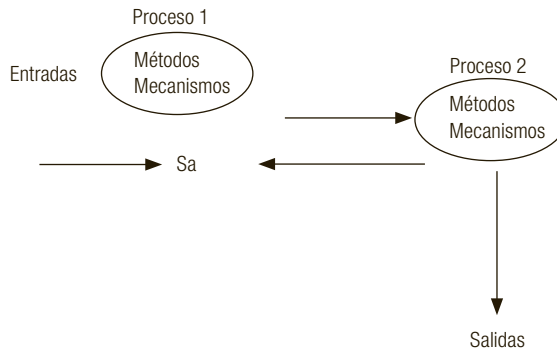 Proceso 1
Métodos
Mecanismos
Entradas
Proceso 2
Métodos
Mecanismos
Sa
Salidas